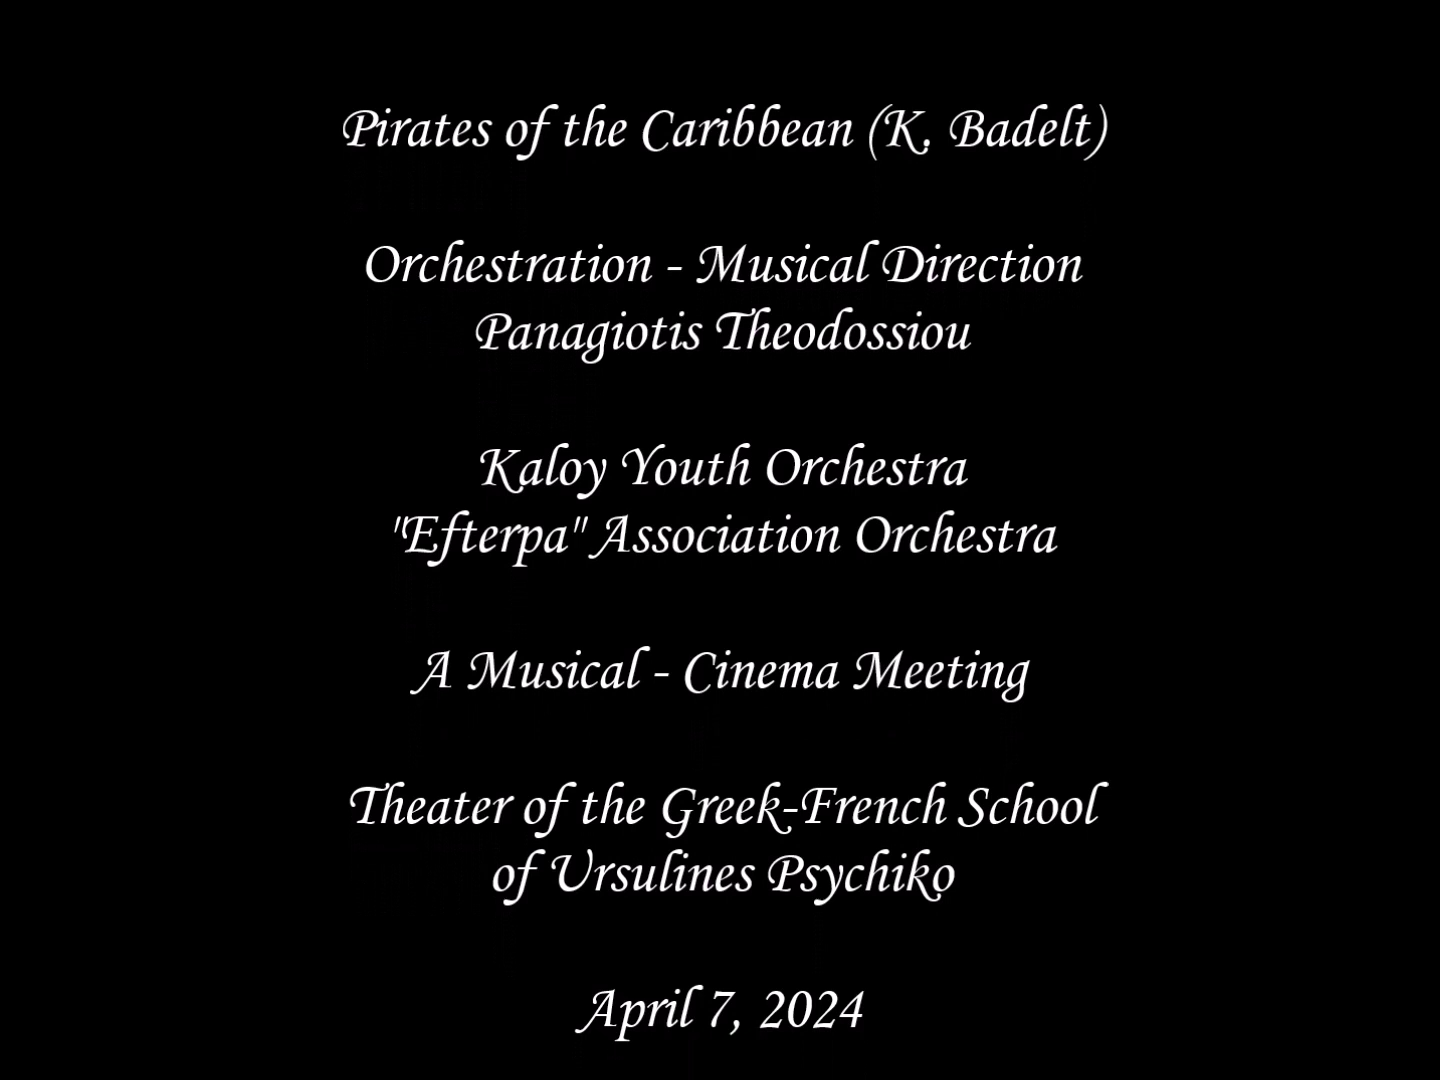 Pirates of the Caribbean (K. Badelt)
Orchestration - Musical Direction
Panagiotis Theodossiou
Kaloy Youth Orchestra
"Efterpa" Association Orchestra
A Musical - Cinema Meeting
Theater of the Greek-French School
of Ursulines Psychiko
April 7, 2024